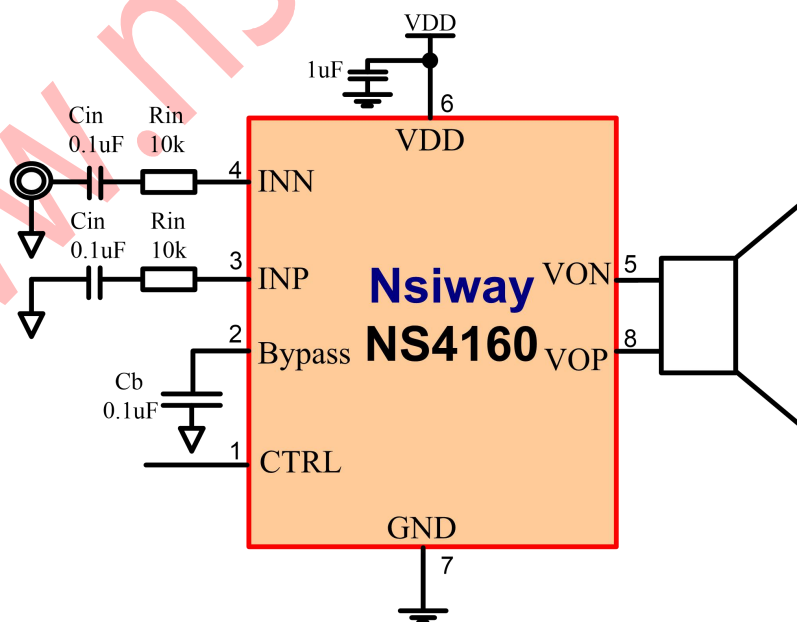 VDD
1uF
6
VDD
Cin Rin
0.1uF 10k
4
INN
Cin Rin
0.1uF 10k
3
INP
Nsiway
VON
5
2
Bypass
NS4160
VOP
8
Cb
0.1uF
1
CTRL
GND
7
w.ns